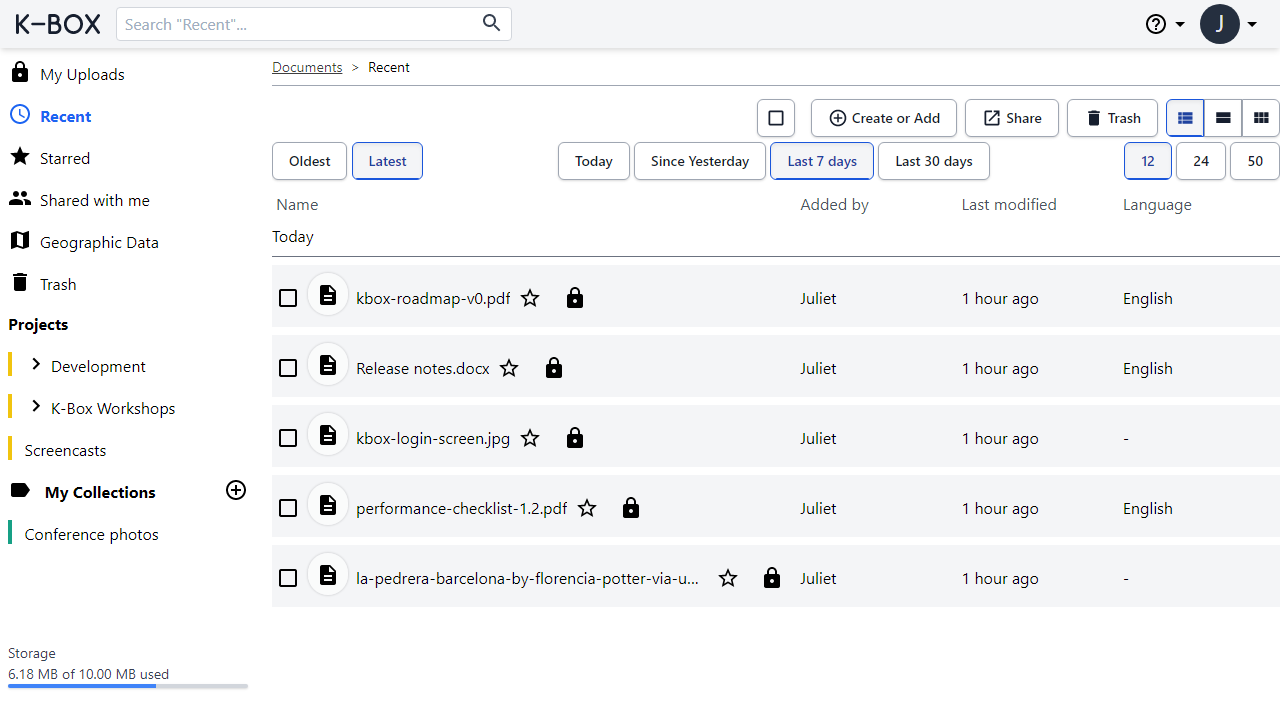 K-BOX
Search "Recent"...
J
My Uploads
Recent
Starred
Shared with me
Geographic Data
Trash
Projects
Development
K-Box Workshops
Screencasts
My Collections
Conference photos
Storage
6.18 MB of 10.00 MB used
Documents > Recent
Create or Add Share Trash
Oldest Latest Today Since Yesterday Last 7 days Last 30 days 12 24 50
Name Added by Last modified Language
Today
kbox-roadmap-v0.pdf Juliet 1 hour ago English
Release notes.docx Juliet 1 hour ago English
kbox-login-screen.jpg Juliet 1 hour ago -
performance-checklist-1.2.pdf Juliet 1 hour ago English
la-pedrera-barcelona-by-florencia-potter-via-u... Juliet 1 hour ago -